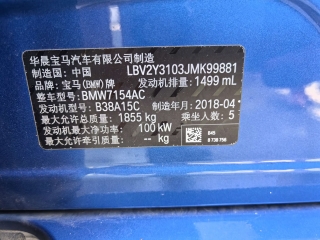 华晨宝马汽车有限公司制造
制造国：中国 LBV2Y3103JMK99881
品牌：宝马(BMW)牌 发动机排量：1499 mL
整车型号：BMW7154AC
发动机型号：B38A15C 制造年月：2018-04
最大允许总质量：1855 kg 乘坐人数：5
发动机最大净功率：100 kW
最大允许牵引质量：-- kg